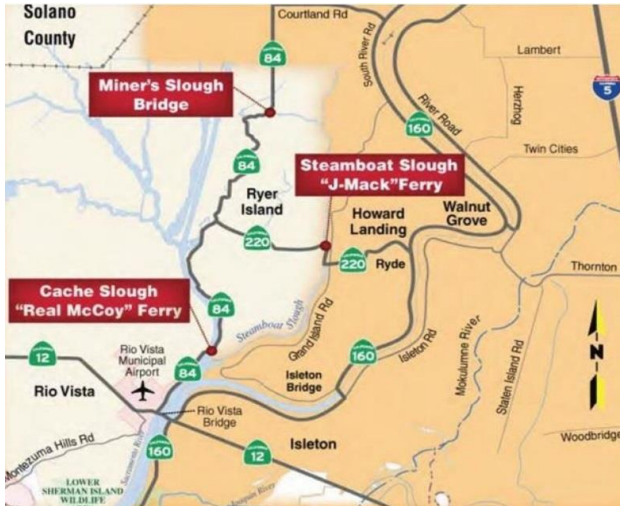 Solano
County
Courtland Rd
84
South River Rd
Lambert
5
Miner's Slough
Bridge
River Road
Herzhog
160
84
Twin Cities
Steamboat Slough
"J-Mack"Ferry
Ryer
Island
Howard
Landing
Walnut
Grove
220
220
Ryde
Thornton
Cache Slough
"Real McCoy" Ferry
84
Steamboat Slough
Grand Island Rd
Mokulumne River
Staten Island Rd
N
12
Rio Vista
Municipal
Airport
84
160
Isleton Rd
Isleton
Bridge
Rio Vista
Rio Vista
Bridge
Woodbridge
Montezuma Hills Rd
Sacramento River
160
12
Isleton
LOWER
SHERMAN ISLAND
WILDLIFE
River